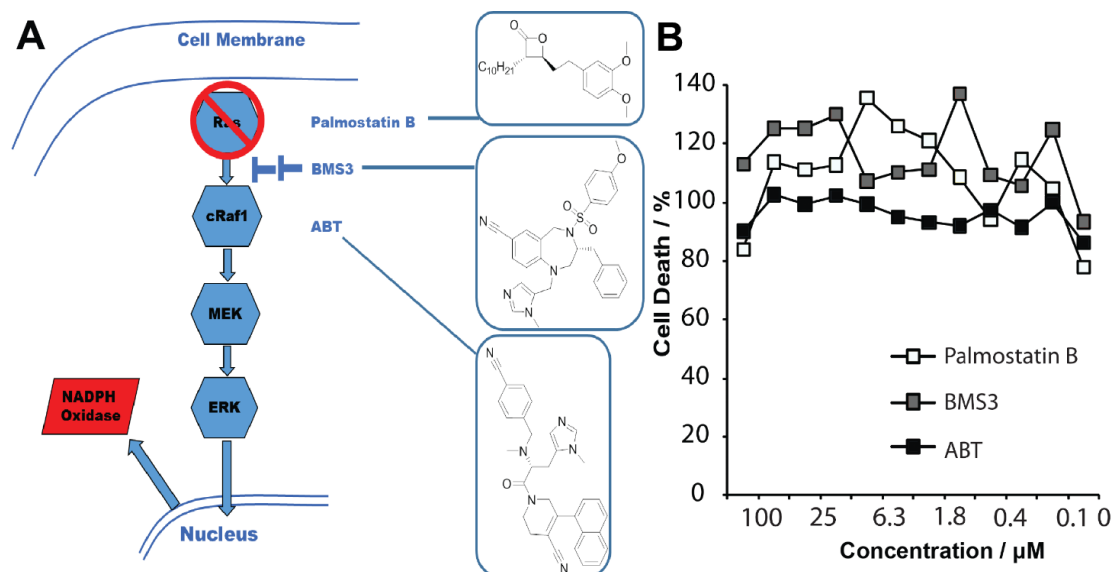 A
Cell Membrane
Ras
Palmostatin B
BMS3
cRaf1
ABT
MEK
NADPH
Oxidase
ERK
Nucleus
O
O
C10H21
O
O
O
N
N
S
O
O
N
N
N
N
N
N
N
O
N
N
B
Cell Death / %
140
120
100
80
60
40
20
0
Palmostatin B
BMS3
ABT
100 25 6.3 1.8 0.4 0.1 0
Concentration / µM